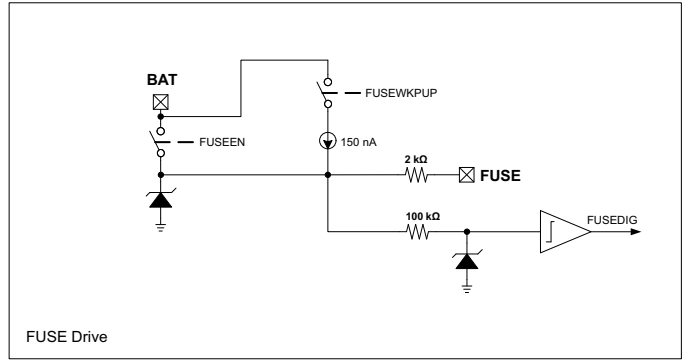 BAT
FUSEWKPUP
FUSEEN
150 nA
2 kΩ
FUSE
100 kΩ
FUSEDIG
FUSE Drive